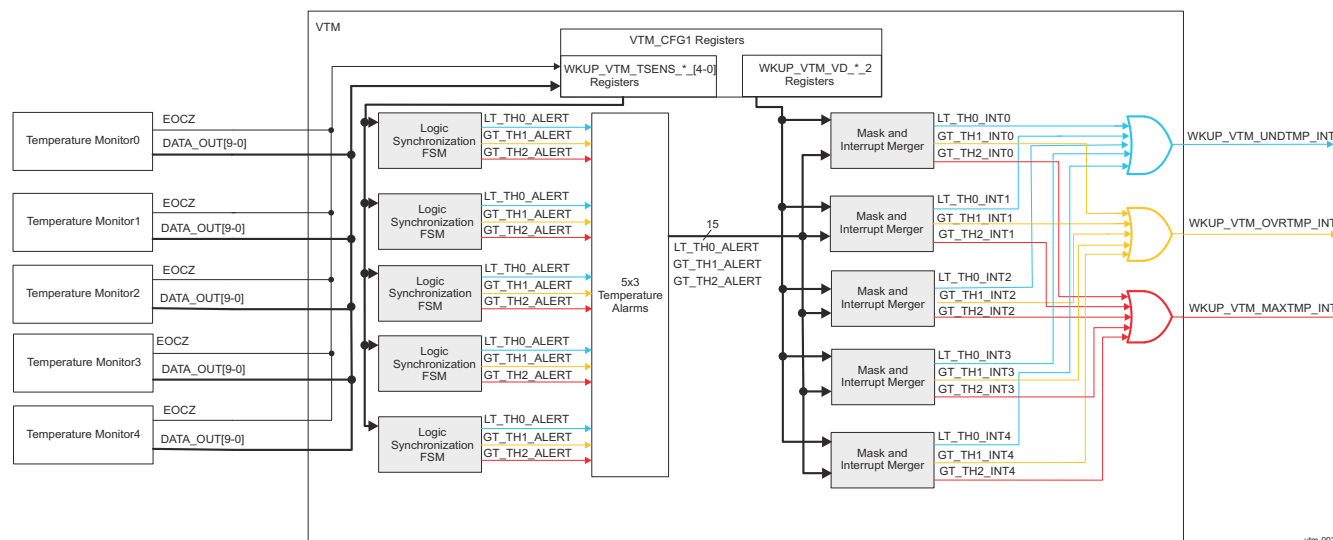 VTM
VTM_CFG1 Registers
WKUP_VTM_TSENS_*_[4-0]
Registers
WKUP_VTM_VD_*_2
Registers
Temperature Monitor0
EOCZ
DATA_OUT[9-0]
Temperature Monitor1
EOCZ
DATA_OUT[9-0]
Temperature Monitor2
EOCZ
DATA_OUT[9-0]
Temperature Monitor3
EOCZ
DATA_OUT[9-0]
Temperature Monitor4
EOCZ
DATA_OUT[9-0]
Logic
Synchronization
FSM
LT_TH0_ALERT
GT_TH1_ALERT
GT_TH2_ALERT
Logic
Synchronization
FSM
LT_TH0_ALERT
GT_TH1_ALERT
GT_TH2_ALERT
Logic
Synchronization
FSM
LT_TH0_ALERT
GT_TH1_ALERT
GT_TH2_ALERT
Logic
Synchronization
FSM
LT_TH0_ALERT
GT_TH1_ALERT
GT_TH2_ALERT
Logic
Synchronization
FSM
LT_TH0_ALERT
GT_TH1_ALERT
GT_TH2_ALERT
5x3
Temperature
Alarms
15
LT_TH0_ALERT
GT_TH1_ALERT
GT_TH2_ALERT
Mask and
Interrupt Merger
LT_TH0_INT0
GT_TH1_INT0
GT_TH2_INT0
Mask and
Interrupt Merger
LT_TH0_INT1
GT_TH1_INT1
GT_TH2_INT1
Mask and
Interrupt Merger
LT_TH0_INT2
GT_TH1_INT2
GT_TH2_INT2
Mask and
Interrupt Merger
LT_TH0_INT3
GT_TH1_INT3
GT_TH2_INT3
Mask and
Interrupt Merger
LT_TH0_INT4
GT_TH1_INT4
GT_TH2_INT4
WKUP_VTM_UNDTMP_INT
WKUP_VTM_OVRTMP_INT
WKUP_VTM_MAXTMP_INT